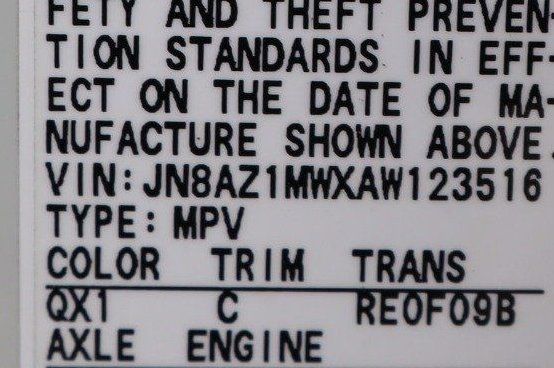 FETY AND THEFT PREVEN
TION STANDARDS IN EFF-
ECT ON THE DATE OF MA-
NUFACTURE SHOWN ABOVE.
VIN: JN8AZ1MWXAW123516
TYPE: MPV
COLOR TRIM TRANS
QX1 C RE0F09B
AXLE ENGINE